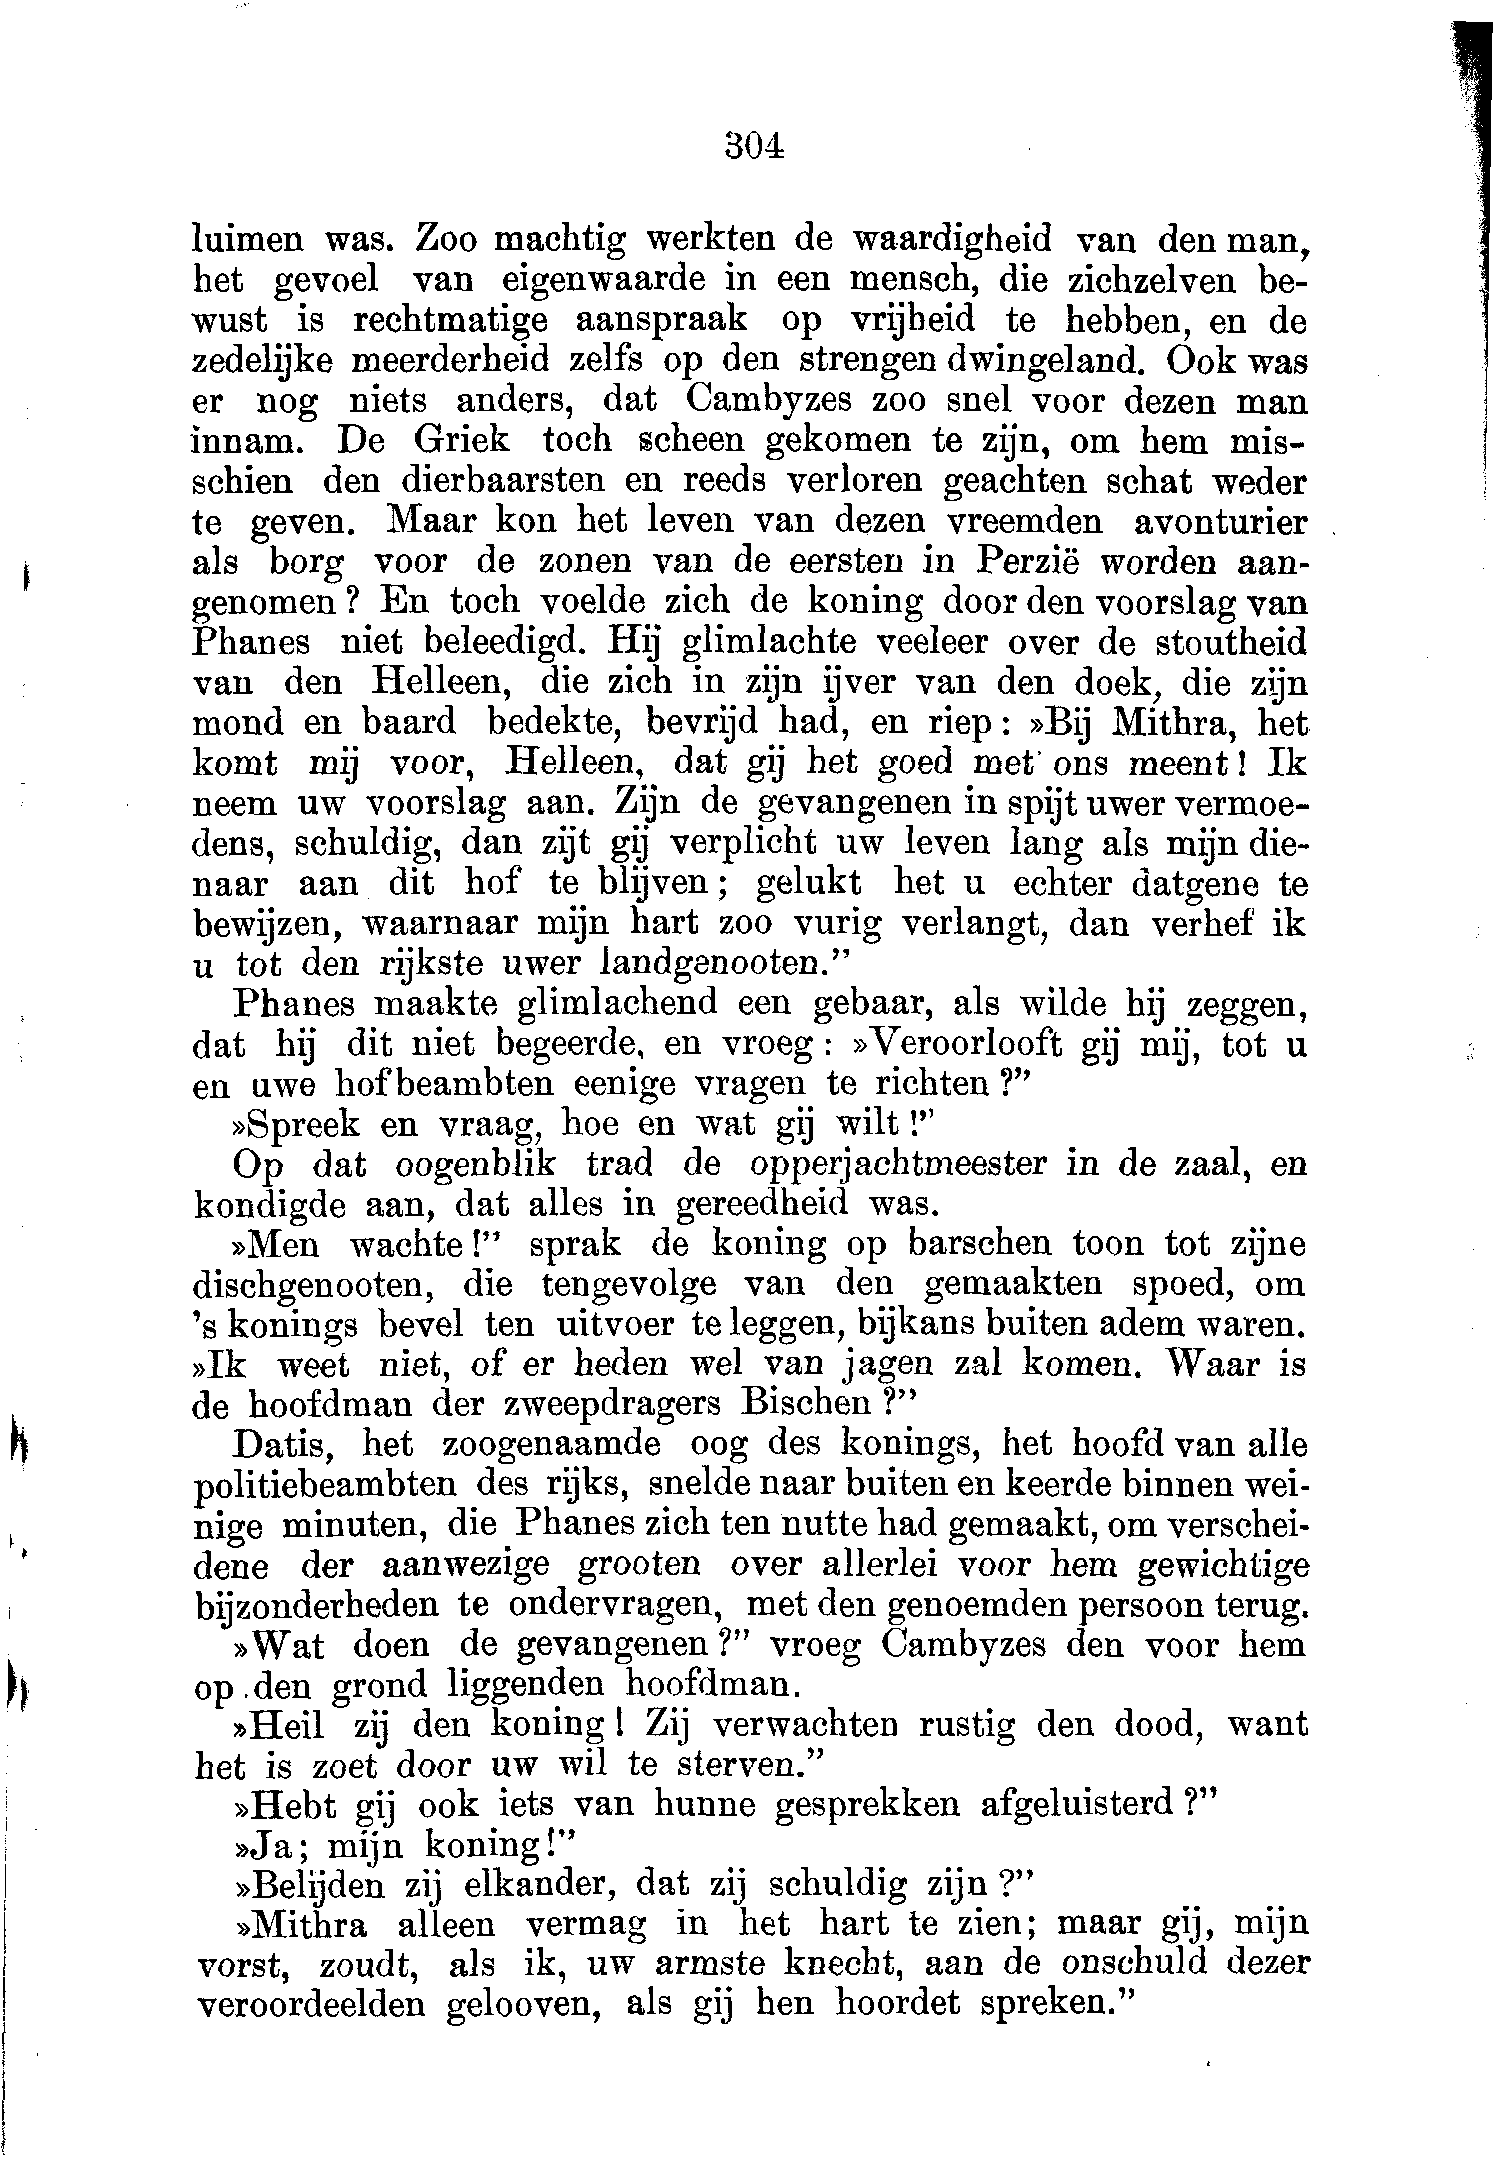 304
luimen was. Zoo machtig werkten de waardigheid van den man,
het gevoel van eigenwaarde in een mensch, die zichzelven be-
wust is rechtmatige aanspraak op vrijheid te hebben, en de
zedelijke meerderheid zelfs op den strengen dwingeland. Ook was
er nog niets anders, dat Cambyzes zoo snel voor dezen man
innam. De Griek toch scheen gekomen te zijn, om hem mis-
schien den dierbaarsten en reeds verloren geachten schat weder
te geven. Maar kon het leven van dezen vreemden avonturier
als borg voor de zonen van de eersten in Perzië worden aan-
genomen? En toch voelde zich de koning door den voorslag van
Phanes niet beleedigd. Hij glimlachte veeleer over de stoutheid
van den Helleen, die zich in zijn ijver van den doek, die zijn
mond en baard bedekte, bevrijd had, en riep: »Bij Mithra, het
komt mij voor, Helleen, dat gij het goed met ons meent! Ik
neem uw voorslag aan. Zijn de gevangenen in spijt uwer vermoe-
dens, schuldig, dan zijt gij verplicht uw leven lang als mijn die-
naar aan dit hof te blijven; gelukt het u echter datgene te
bewijzen, waarnaar mijn hart zoo vurig verlangt, dan verhef ik
u tot den rijkste uwer landgenooten.”
Phanes maakte glimlachend een gebaar, als wilde hij zeggen,
dat hij dit niet begeerde, en vroeg: »Veroorlooft gij mij, tot u
en uwe hofbeambten eenige vragen te richten?”
»Spreek en vraag, hoe en wat gij wilt!”
Op dat oogenblik trad de opperjachtmeester in de zaal, en
kondigde aan, dat alles in gereedheid was.
»Men wachte!” sprak de koning op barschen toon tot zijne
dischgenooten, die tengevolge van den gemaakten spoed, om
's konings bevel ten uitvoer te leggen, bijkans buiten adem waren.
»Ik weet niet, of er heden wel van jagen zal komen. Waar is
de hoofdman der zweepdragers Bischen?”
Datis, het zoogenaamde oog des konings, het hoofd van alle
politiebeambten des rijks, snelde naar buiten en keerde binnen wei-
nige minuten, die Phanes zich ten nutte had gemaakt, om verschei-
dene der aanwezige grooten over allerlei voor hem gewichtige
bijzonderheden te ondervragen, met den genoemden persoon terug.
»Wat doen de gevangenen?” vroeg Cambyzes den voor hem
op den grond liggenden hoofdman.
»Heil zij den koning! Zij verwachten rustig den dood, want
het is zoet door uw wil te sterven.”
»Hebt gij ook iets van hunne gesprekken afgeluisterd?”
»Ja; mijn koning!”
»Belijden zij elkander, dat zij schuldig zijn?”
»Mithra alleen vermag in het hart te zien; maar gij, mijn
vorst, zoudt, als ik, uw armste knecht, aan de onschuld dezer
veroordeelden gelooven, als gij hen hoordet spreken.”